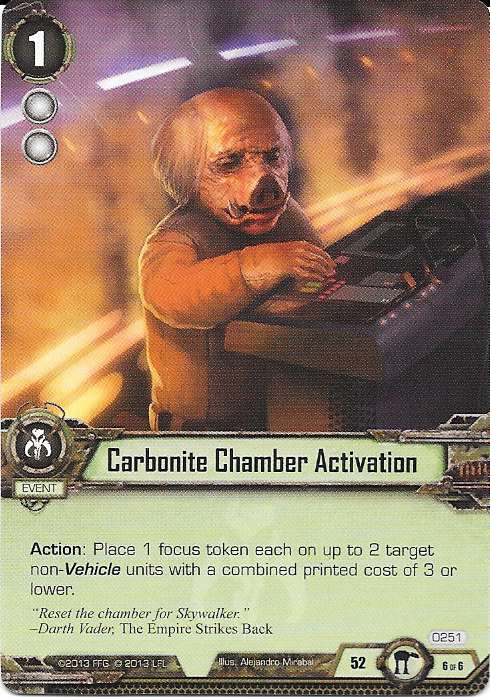 1
Carbonite Chamber Activation
EVENT
Action: Place 1 focus token each on up to 2 target
non-Vehicle units with a combined printed cost of 3 or
lower.
“Reset the chamber for Skywalker.”
–Darth Vader, The Empire Strikes Back
0251
©2013 FFG © 2013 LFL
Illus. Alejandro Mirabal
52
6 OF 6